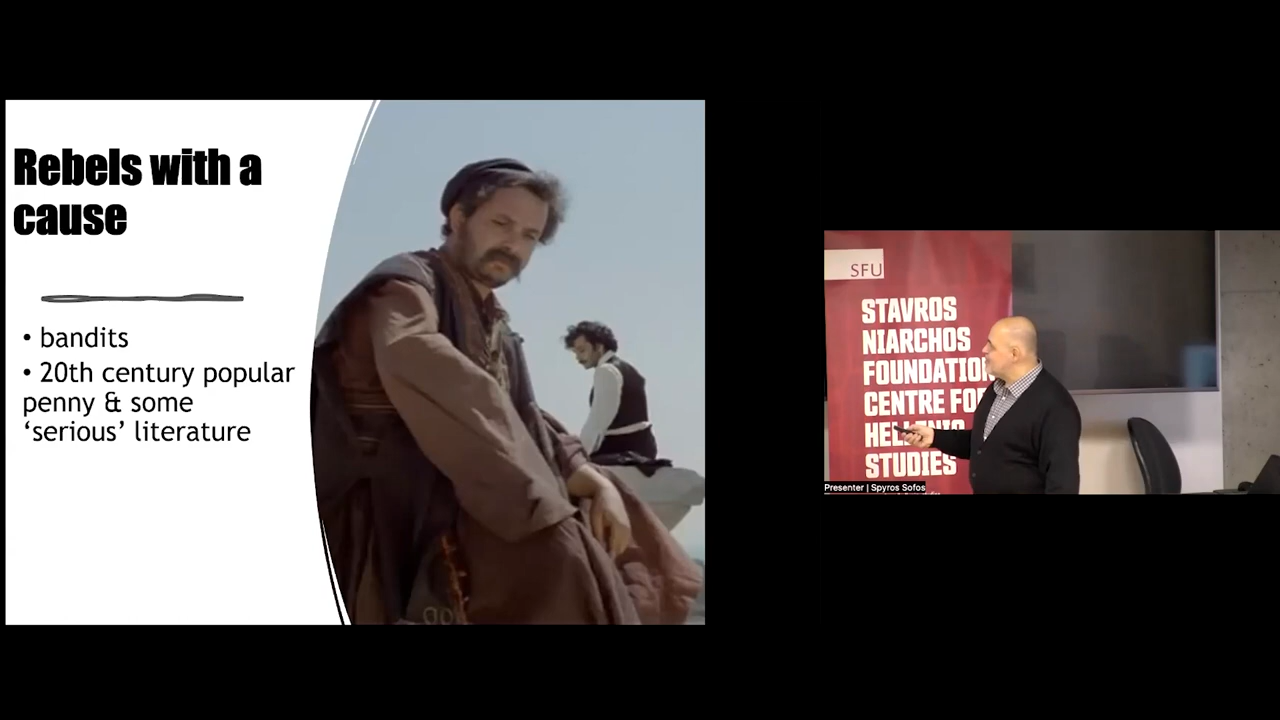 Rebels with a
cause
• bandits
• 20th century popular
penny & some
‘serious’ literature
SFU
STAVROS
NIARCHOS
FOUNDATION
CENTRE FO
HELLENIC
STUDIES
Presenter | Spyros Sofos